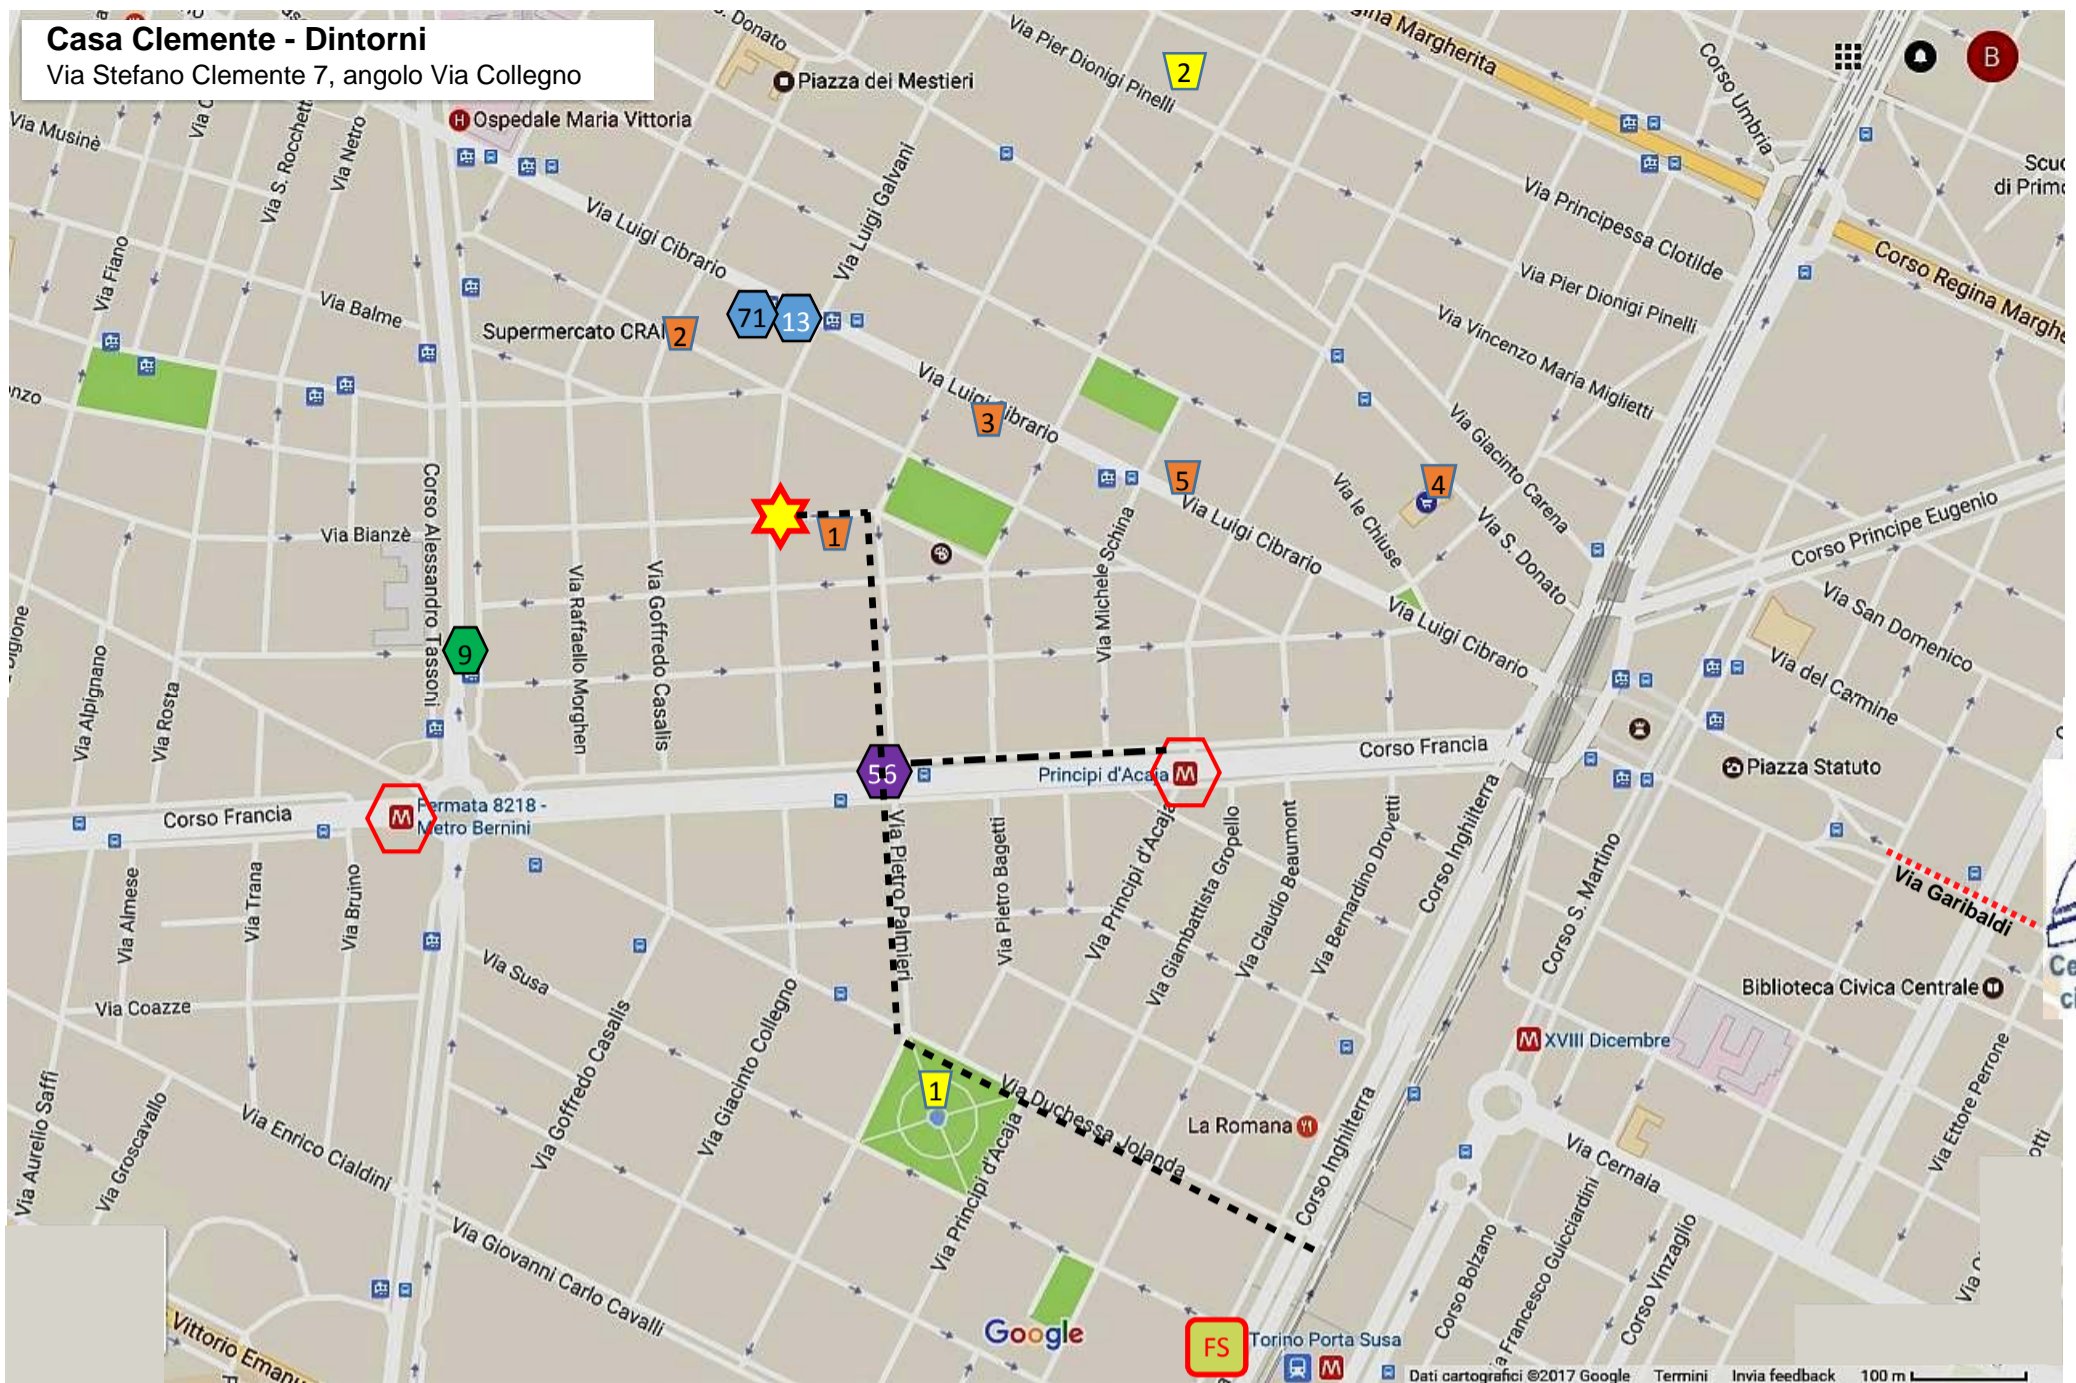 Casa Clemente - Dintorni
Via Stefano Clemente 7, angolo Via Collegno
S. Donato
Via Pier Dionigi Pinelli
2
Regina Margherita
Corso Umbria
B
Piazza dei Mestieri
H Ospedale Maria Vittoria
Via Musinè
Via S. Rocchetto
Via Netro
Via Luigi Galvani
Via Principessa Clotilde
Via Luigi Cibrario
Via Fiano
Via Balme
Via Pier Dionigi Pinelli
Corso Regina Marghe
Supermercato CRAI
2
71
13
Via Vincenzo Maria Miglietti
Via Luigi Cibrario
3
Via Giacinto Carena
5
4
Via le Chiuse
Via Luigi Cibrario
Via S. Donato
Corso Principe Eugenio
Via Bianzè
1
Corso Alessandro Tassoni
Via Raffaello Morghen
Via Goffredo Casalis
Via Michele Schina
Via San Domenico
Via Luigi Cibrario
Via del Carmine
9
Via Alpignano
Via Rosta
56
Principi d'Acaja M
Corso Francia
Piazza Statuto
Corso Francia
M Fermata 8218 -
Metro Bernini
Via Almese
Via Trana
Via Bruino
Via Pietro Palmieri
Via Pietro Bagetti
Via Principi d'Acaja
Via Giambattista Gropello
Via Claudio Beaumont
Via Bernardino Drovetti
Corso Inghilterra
Corso S. Martino
Via Garibaldi
Via Susa
Via Coazze
Biblioteca Civica Centrale
Ce
ci
M XVIII Dicembre
Via Goffredo Casalis
Via Giacinto Collegno
1
Via Duchessa Jolanda
La Romana
Corso Inghilterra
Via Ettore Perrone
Via Aurelio Saffi
Via Groscavallo
Via Enrico Cialdini
Via Principi d'Acaja
Via Cernaia
Via Giovanni Carlo Cavalli
Corso Bolzano
Via Francesco Guicciardini
Corso Vinzaglio
Vittorio Emanu
Google
FS
Torino Porta Susa
M
Dati cartografici ©2017 Google Termini Invia feedback 100 m